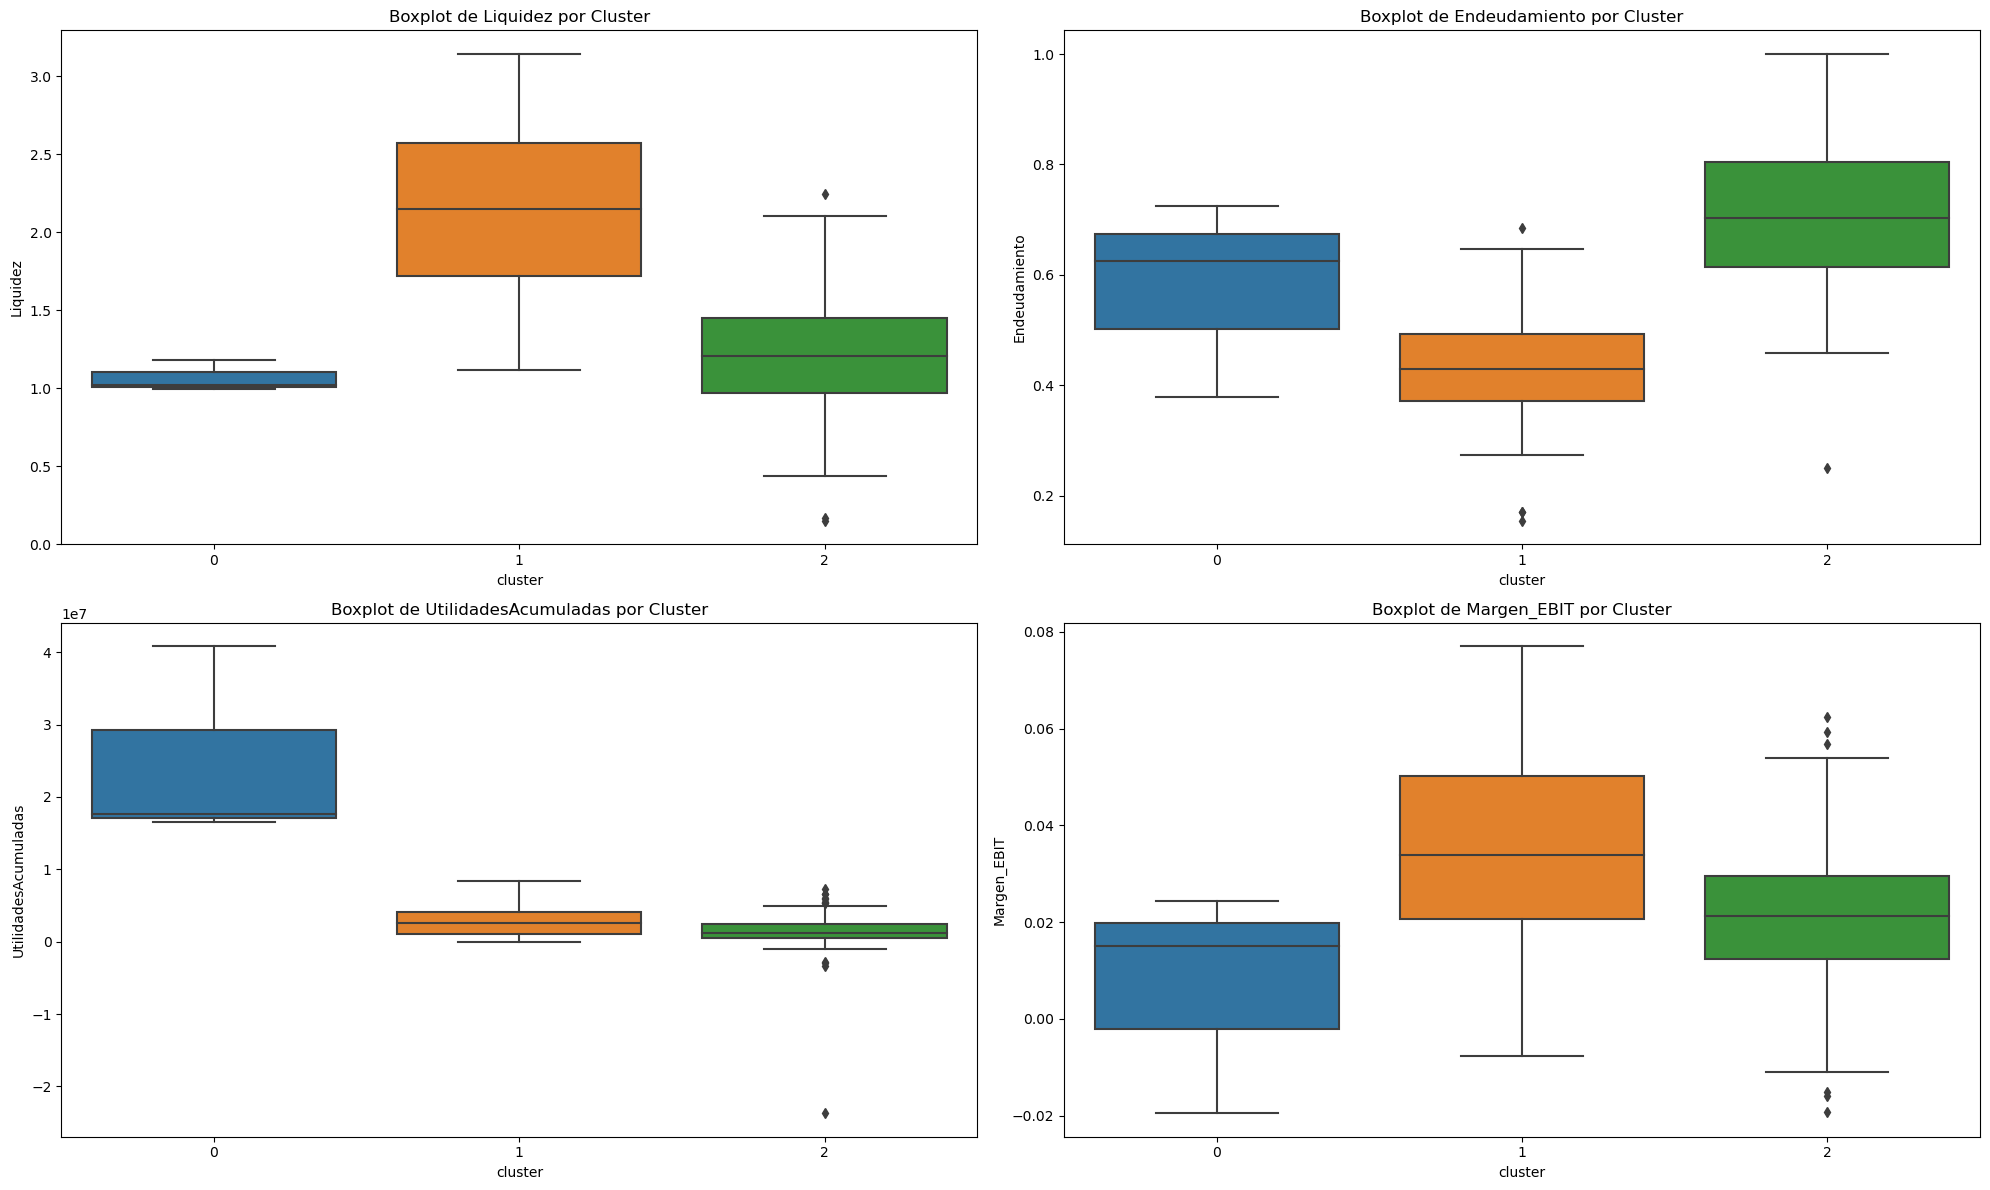 Boxplot de Liquidez por Cluster
Liquidez
3.0
2.5
2.0
1.5
1.0
0.5
0.0
0 1 2
cluster
Boxplot de Endeudamiento por Cluster
Endeudamiento
1.0
0.8
0.6
0.4
0.2
0 1 2
cluster
Boxplot de UtilidadesAcumuladas por Cluster
1e7
UtilidadesAcumuladas
4
3
2
1
0
−1
−2
0 1 2
cluster
Boxplot de Margen_EBIT por Cluster
Margen_EBIT
0.08
0.06
0.04
0.02
0.00
−0.02
0 1 2
cluster